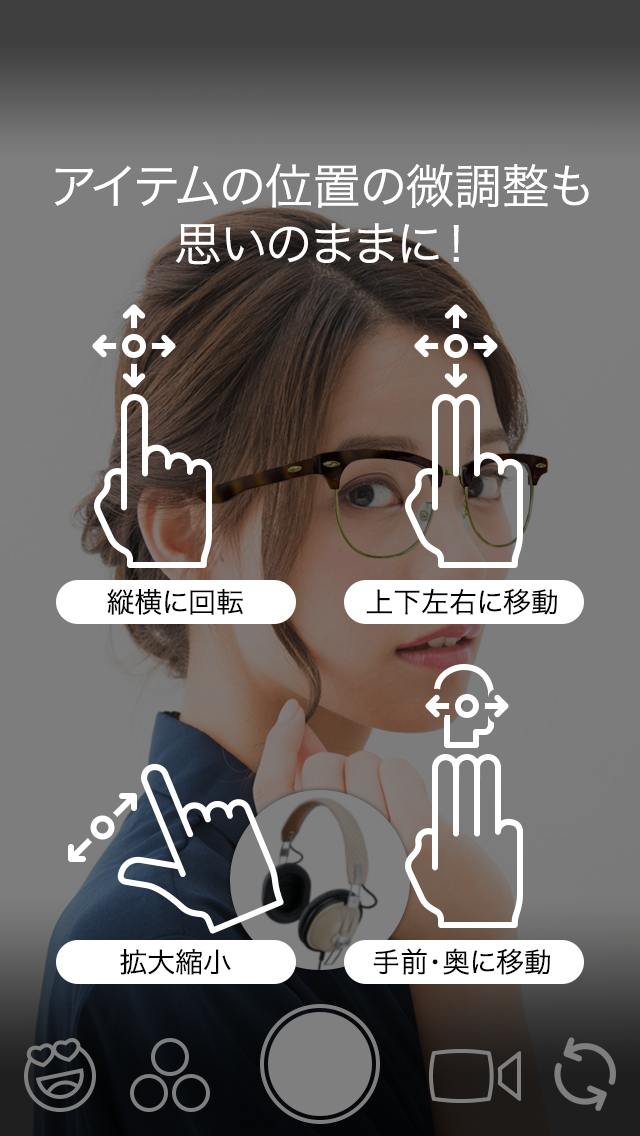 アイテムの位置の微調整も
思いのままに！
縦横に回転
上下左右に移動
拡大縮小
手前・奥に移動